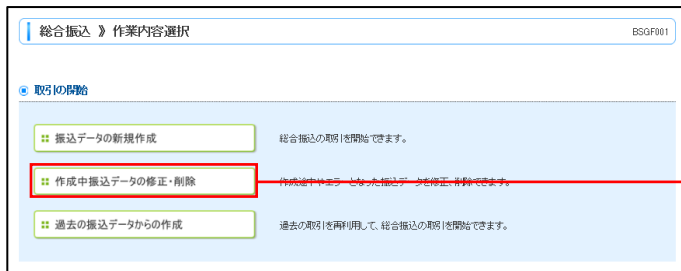 総合振込 》作業内容選択
BSGF001
取引の開始
振込データの新規作成
総合振込の取引を開始できます。
作成中振込データの修正・削除
作成途中やエラーとなった振込データを修正、削除できます。
過去の振込データからの作成
過去の取引を再利用して、総合振込の取引を開始できます。